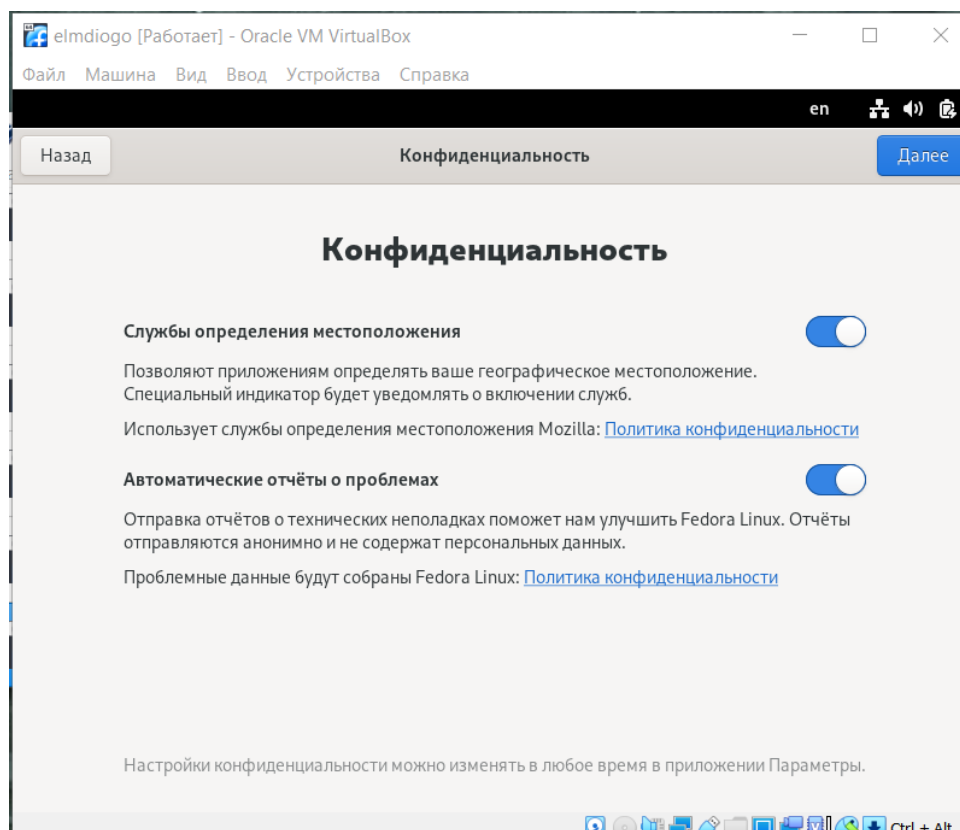 elmdiogo [Работает] - Oracle VM VirtualBox
Файл Машина Вид Ввод Устройства Справка
en
Назад Конфиденциальность Далее
Конфиденциальность
Службы определения местоположения
Позволяют приложениям определять ваше географическое местоположение.
Специальный индикатор будет уведомлять о включении служб.
Использует службы определения местоположения Mozilla: Политика конфиденциальности
Автоматические отчёты о проблемах
Отправка отчётов о технических неполадках поможет нам улучшить Fedora Linux. Отчёты
отправляются анонимно и не содержат персональных данных.
Проблемные данные будут собраны Fedora Linux: Политика конфиденциальности
Настройки конфиденциальности можно изменять в любое время в приложении Параметры.
Ctrl + Alt